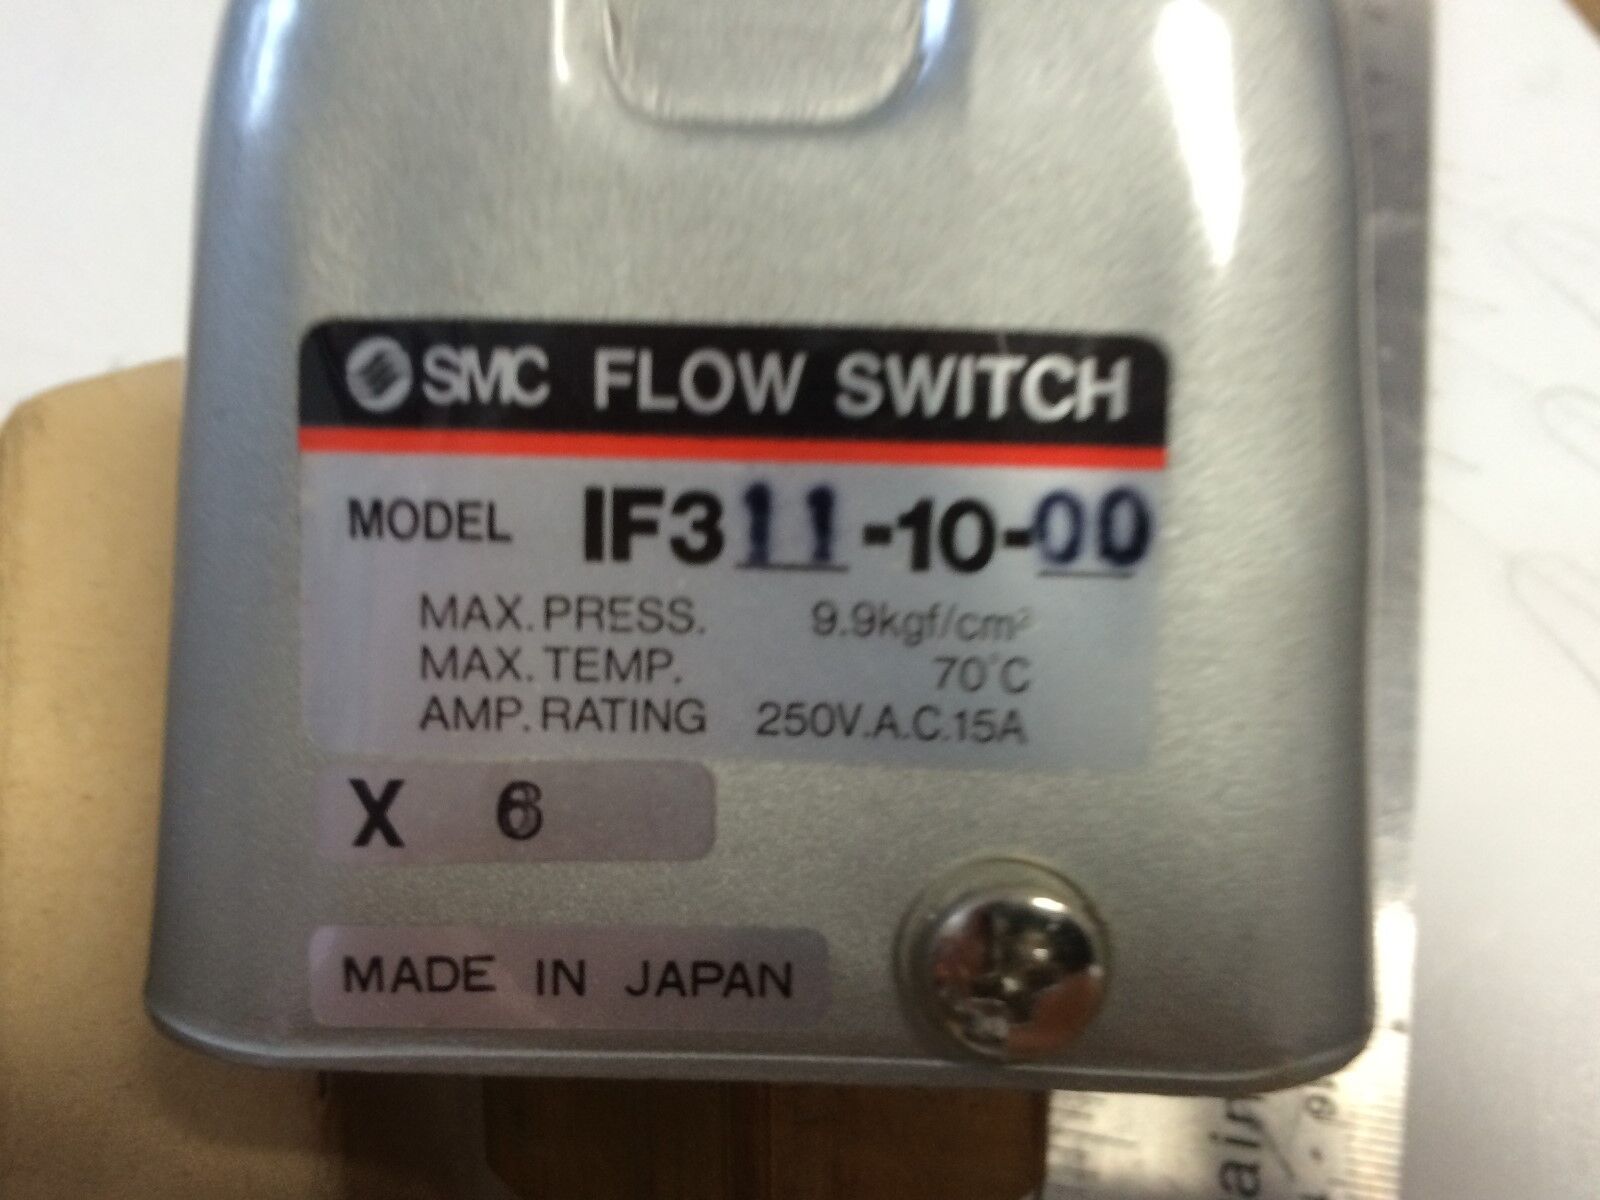 SMC FLOW SWITCH
MODEL IF311-10-00
MAX. PRESS. 9.9kgf/cm²
MAX. TEMP. 70°C
AMP. RATING 250V.A.C.15A
X 6
MADE IN JAPAN